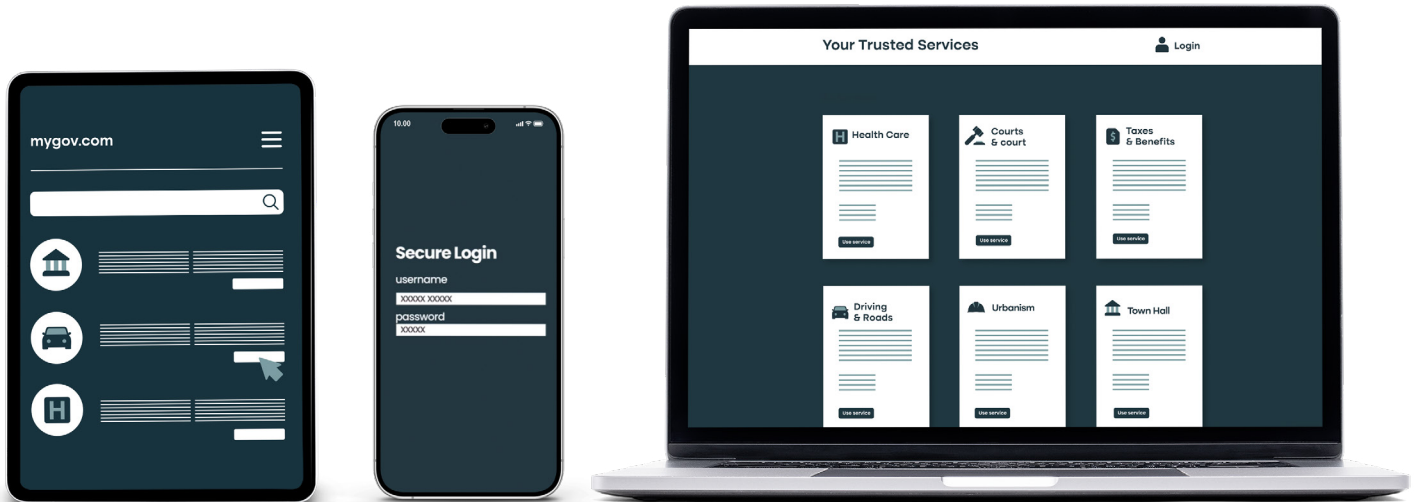 mygov.com
H
10.00
Secure Login
username
XXXXX XXXXX
password
XXXXX
Your Trusted Services
Login
H Health Care
Use service
Courts
& court
Use service
$ Taxes
& Benefits
Use service
Driving
& Roads
Use service
Urbanism
Use service
Town Hall
Use service